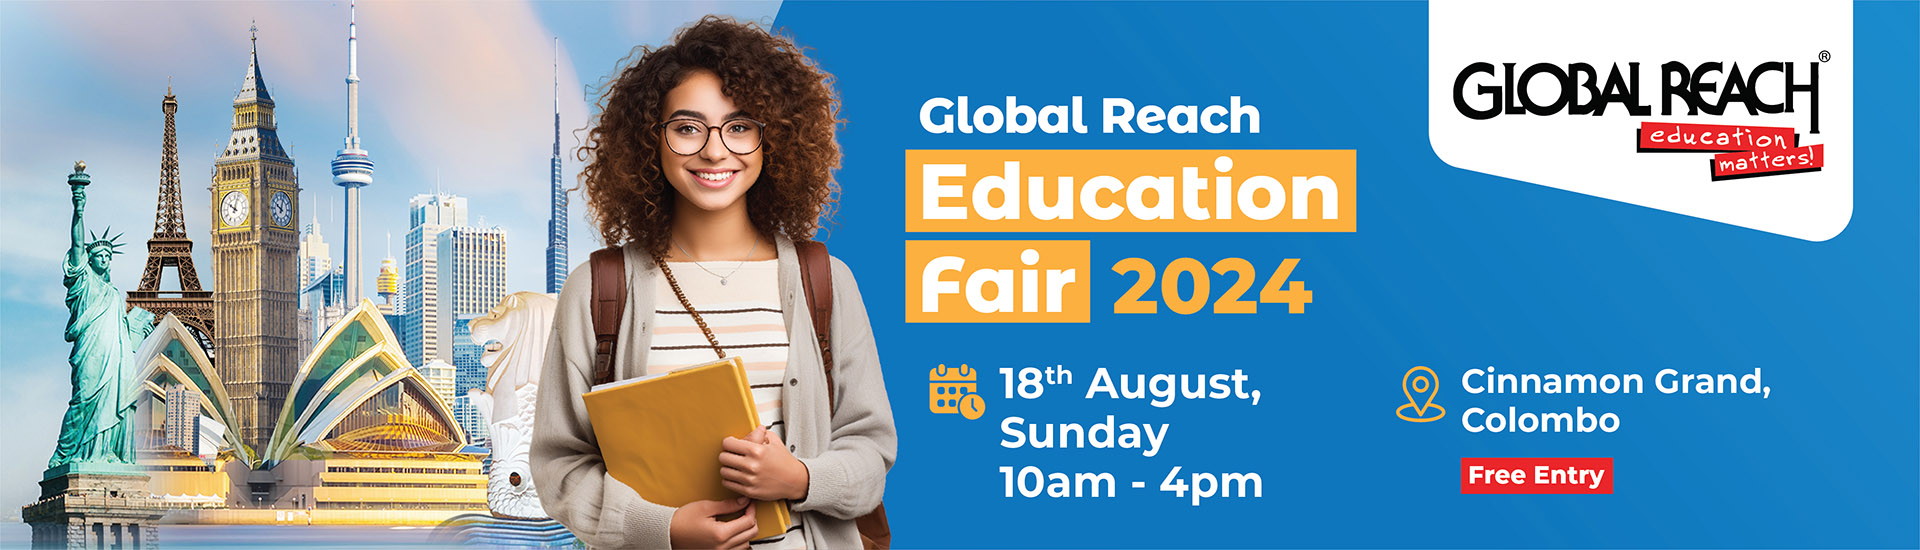 Global Reach
Education
Fair 2024
18th August,
Sunday
10am - 4pm
Cinnamon Grand,
Colombo
Free Entry
GLOBAL REACH®
education
matters!